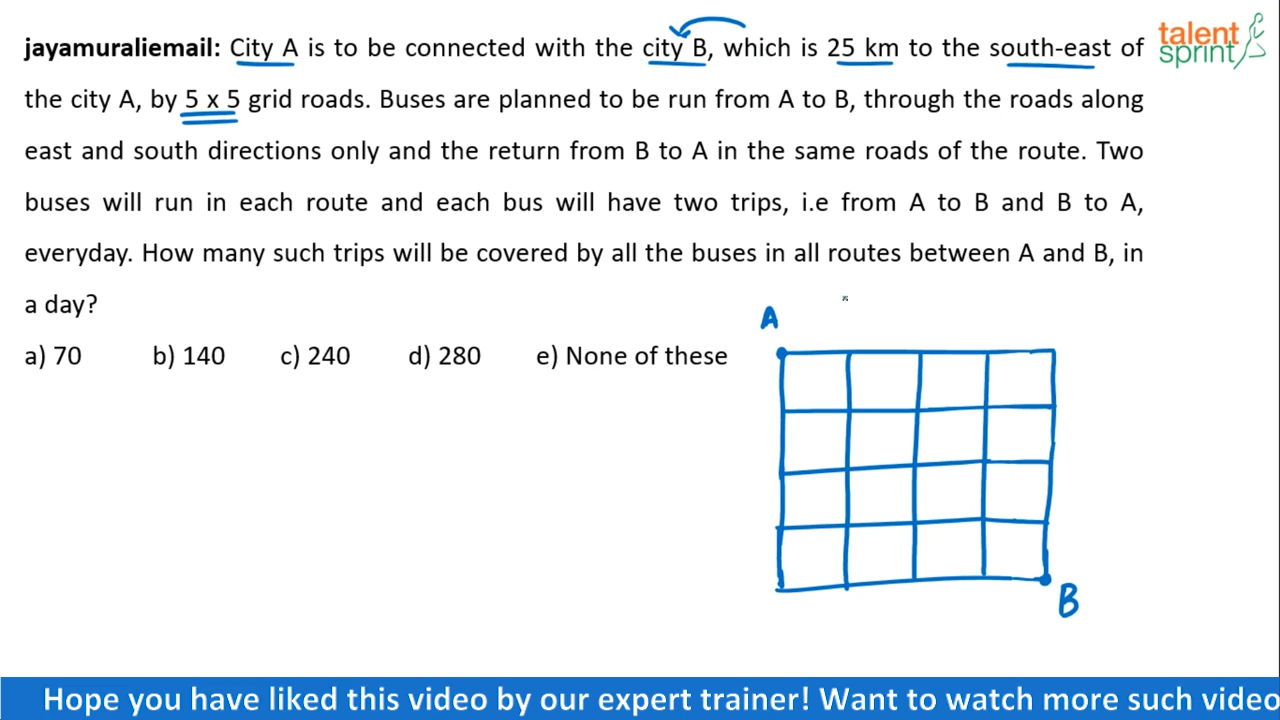 jayamuraliemail: City A is to be connected with the city B, which is 25 km to the south-east of
talent
sprint
the city A, by 5 x 5 grid roads. Buses are planned to be run from A to B, through the roads along
east and south directions only and the return from B to A in the same roads of the route. Two
buses will run in each route and each bus will have two trips, i.e from A to B and B to A,
everyday. How many such trips will be covered by all the buses in all routes between A and B, in
a day?
A
a) 70 b) 140 c) 240 d) 280 e) None of these
B
Hope you have liked this video by our expert trainer! Want to watch more such video